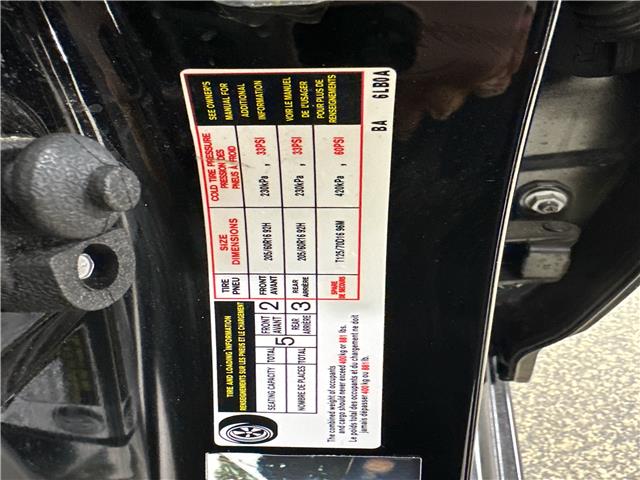 TIRE AND LOADING INFORMATION
RENSEIGNEMENTS SUR LES PNEUS ET LE CHARGEMENT
SEATING CAPACITY TOTAL 5 FRONT AVANT 2
NOMBRE DE PLACES TOTAL REAR ARRIÈRE 3
The combined weight of occupants
and cargo should never exceed 400 kg or 881 lbs.
Le poids total des occupants et du chargement ne doit
jamais dépasser 400 kg ou 881 lb.
TIRE
PNEU
SIZE
DIMENSIONS
COLD TIRE PRESSURE
PRESSION DES
PNEUS À FROID
FRONT
AVANT
205/60R16 92H
230kPa, 33PSI
REAR
ARRIÈRE
205/60R16 92H
230kPa, 33PSI
SPARE
DE SECOURS
T125/70D16 96M
420kPa, 60PSI
SEE OWNER'S
MANUAL FOR
ADDITIONAL
INFORMATION
VOIR LE MANUEL
DE L'USAGER
POUR PLUS DE
RENSEIGNEMENTS
BA 61B0A